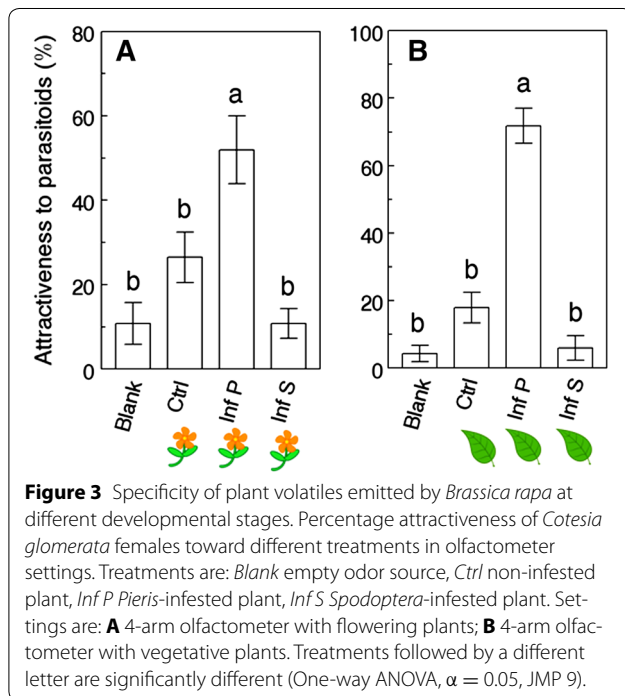 A
B
Attractiveness to parasitoids (%)
80
60
40
20
0
b
b
a
b
Blank
Ctrl
Inf P
Inf S
100
80
60
40
20
0
b
b
a
b
Blank
Ctrl
Inf P
Inf S
Figure 3 Specificity of plant volatiles emitted by Brassica rapa at
different developmental stages. Percentage attractiveness of Cotesia
glomerata females toward different treatments in olfactometer
settings. Treatments are: Blank empty odor source, Ctrl non-infested
plant, Inf P Pieris-infested plant, Inf S Spodoptera-infested plant. Set-
tings are: A 4-arm olfactometer with flowering plants; B 4-arm olfac-
tometer with vegetative plants. Treatments followed by a different
letter are significantly different (One-way ANOVA, α = 0.05, JMP 9).